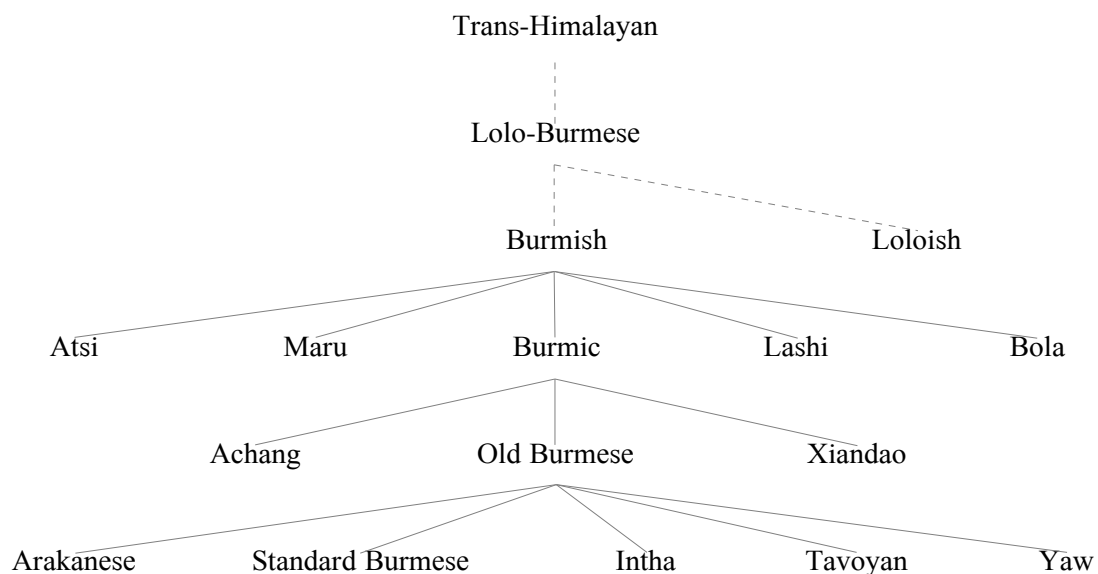 Trans-Himalayan
Lolo-Burmese
Burmish Loloish
Atsi Maru Burmic Lashi Bola
Achang Old Burmese Xiandao
Arakanese Standard Burmese Intha Tavoyan Yaw